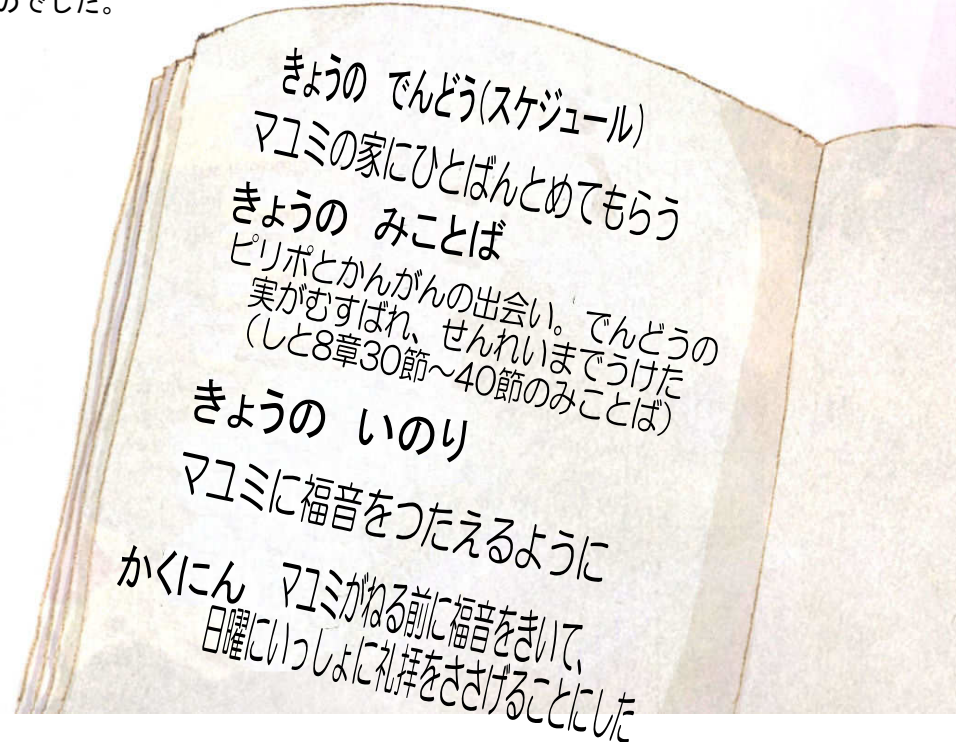 のでした。
きょうの でんどう(スケジュール)
マユミの家にひとばんとめてもらう
きょうの みことば
ピリポとかんがんの出会い。でんどうの
実がむすばれ、せんれいまでうけた
(しと8章30節～40節のみことば)
きょうの いのり
マユミに福音をつたえるように
かくにん マユミがねる前に福音をきいて、
日曜にいっしょに礼拝をささげることにした